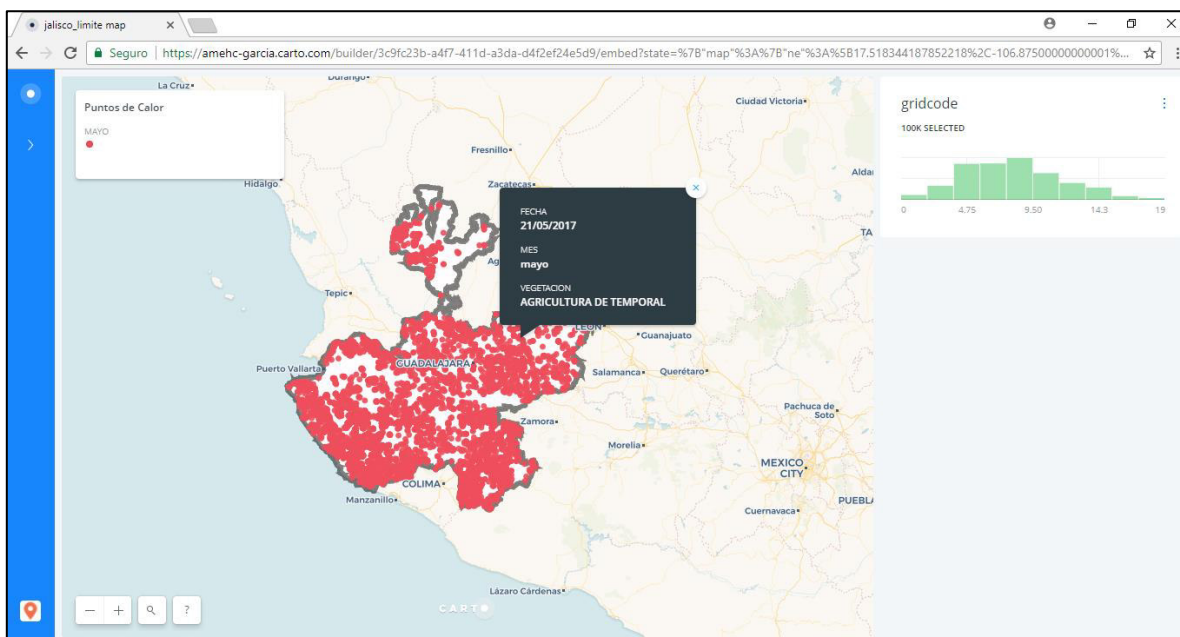 jalisco_limite map
Seguro | https://amehc-garcia.carto.com/builder/3c9fc23b-a4f7-411d-a3da-d4f2ef24e5d9/embed?state=%7B"map"%3A%7B"ne"%3A%5B17.518344187852218%2C-106.87500000000001%...
Puntos de Calor
MAYO
La Cruz
Durango
Ciudad Victoria
Fresnillo
Hidalgo.
Zacatecas
Alda
TA
FECHA
21/05/2017
MES
mayo
VEGETACION
AGRICULTURA DE TEMPORAL
Ag
Tepic
LEÓN
Guanajuato
Puerto Vallarta
GUADALAJARA
Salamanca
Querétaro
Pachuca de
Soto
Zamora
Morelia
MEXICO
CITY
COLIMA
Manzanillo
PUEBL
Cuernavaca
Lázaro Cárdenas
CARTO
?
gridcode
100K SELECTED
0 4.75 9.50 14.3 19